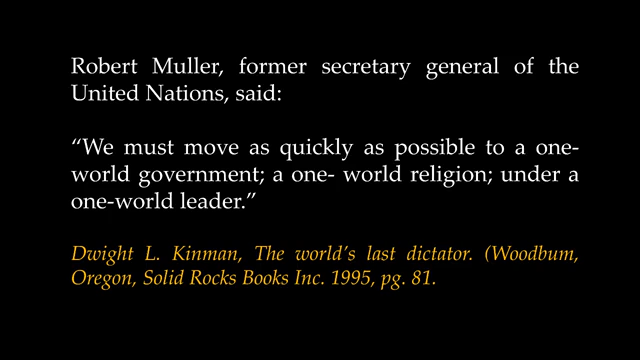 Robert Muller, former secretary general of the
United Nations, said:
“We must move as quickly as possible to a one-
world government; a one- world religion; under a
one-world leader.”
Dwight L. Kinman, The world’s last dictator. (Woodbum,
Oregon, Solid Rocks Books Inc. 1995, pg. 81.